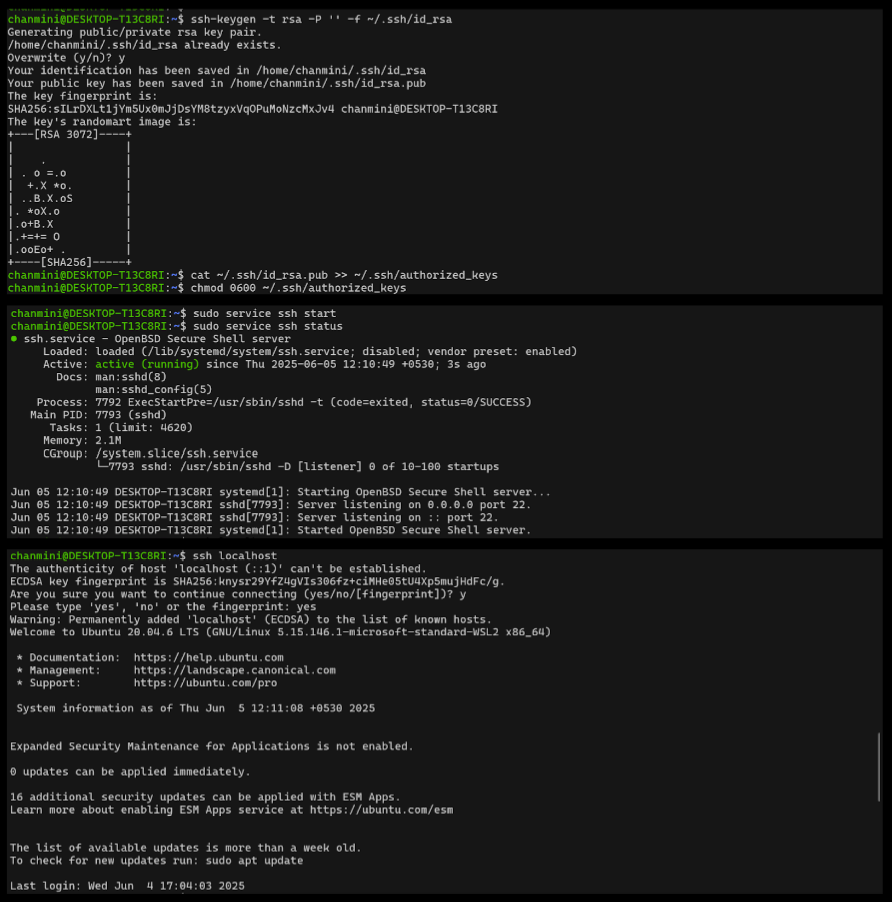 chanmini@DESKTOP-T13C8RI:~$ ssh-keygen -t rsa -P '' -f ~/.ssh/id_rsa
Generating public/private rsa key pair.
/home/chanmini/.ssh/id_rsa already exists.
Overwrite (y/n)? y
Your identification has been saved in /home/chanmini/.ssh/id_rsa
Your public key has been saved in /home/chanmini/.ssh/id_rsa.pub
The key fingerprint is:
SHA256:sILrDXLt1jYm5Ux0mJjDsYM8tzyxVqOPuMoNzcMxJv4 chanmini@DESKTOP-T13C8RI
The key's randomart image is:
+---[RSA 3072]----+
|                 |
|     .           |
| . o =.o         |
|  +.X *o.        |
| ..B.X.oS        |
|. *oX.o          |
|.o+B.X           |
|.+=+= O          |
|.ooEo+ .         |
+----[SHA256]-----+
chanmini@DESKTOP-T13C8RI:~$ cat ~/.ssh/id_rsa.pub >> ~/.ssh/authorized_keys
chanmini@DESKTOP-T13C8RI:~$ chmod 0600 ~/.ssh/authorized_keys
chanmini@DESKTOP-T13C8RI:~$ sudo service ssh start
chanmini@DESKTOP-T13C8RI:~$ sudo service ssh status
● ssh.service - OpenBSD Secure Shell server
     Loaded: loaded (/lib/systemd/system/ssh.service; disabled; vendor preset: enabled)
     Active: active (running) since Thu 2025-06-05 12:10:49 +0530; 3s ago
       Docs: man:sshd(8)
             man:sshd_config(5)
    Process: 7792 ExecStartPre=/usr/sbin/sshd -t (code=exited, status=0/SUCCESS)
   Main PID: 7793 (sshd)
      Tasks: 1 (limit: 4620)
     Memory: 2.1M
     CGroup: /system.slice/ssh.service
             └─7793 sshd: /usr/sbin/sshd -D [listener] 0 of 10-100 startups
Jun 05 12:10:49 DESKTOP-T13C8RI systemd[1]: Starting OpenBSD Secure Shell server...
Jun 05 12:10:49 DESKTOP-T13C8RI sshd[7793]: Server listening on 0.0.0.0 port 22.
Jun 05 12:10:49 DESKTOP-T13C8RI sshd[7793]: Server listening on :: port 22.
Jun 05 12:10:49 DESKTOP-T13C8RI systemd[1]: Started OpenBSD Secure Shell server.
chanmini@DESKTOP-T13C8RI:~$ ssh localhost
The authenticity of host 'localhost (::1)' can't be established.
ECDSA key fingerprint is SHA256:knysr29YfZ4gVIs306fz+ciMHe05tU4Xp5mujHdFc/g.
Are you sure you want to continue connecting (yes/no/[fingerprint])? y
Please type 'yes', 'no' or the fingerprint: yes
Warning: Permanently added 'localhost' (ECDSA) to the list of known hosts.
Welcome to Ubuntu 20.04.6 LTS (GNU/Linux 5.15.146.1-microsoft-standard-WSL2 x86_64)
 * Documentation:  https://help.ubuntu.com
 * Management:     https://landscape.canonical.com
 * Support:        https://ubuntu.com/pro
 System information as of Thu Jun  5 12:11:08 +0530 2025
Expanded Security Maintenance for Applications is not enabled.
0 updates can be applied immediately.
16 additional security updates can be applied with ESM Apps.
Learn more about enabling ESM Apps service at https://ubuntu.com/esm
The list of available updates is more than a week old.
To check for new updates run: sudo apt update
Last login: Wed Jun  4 17:04:03 2025